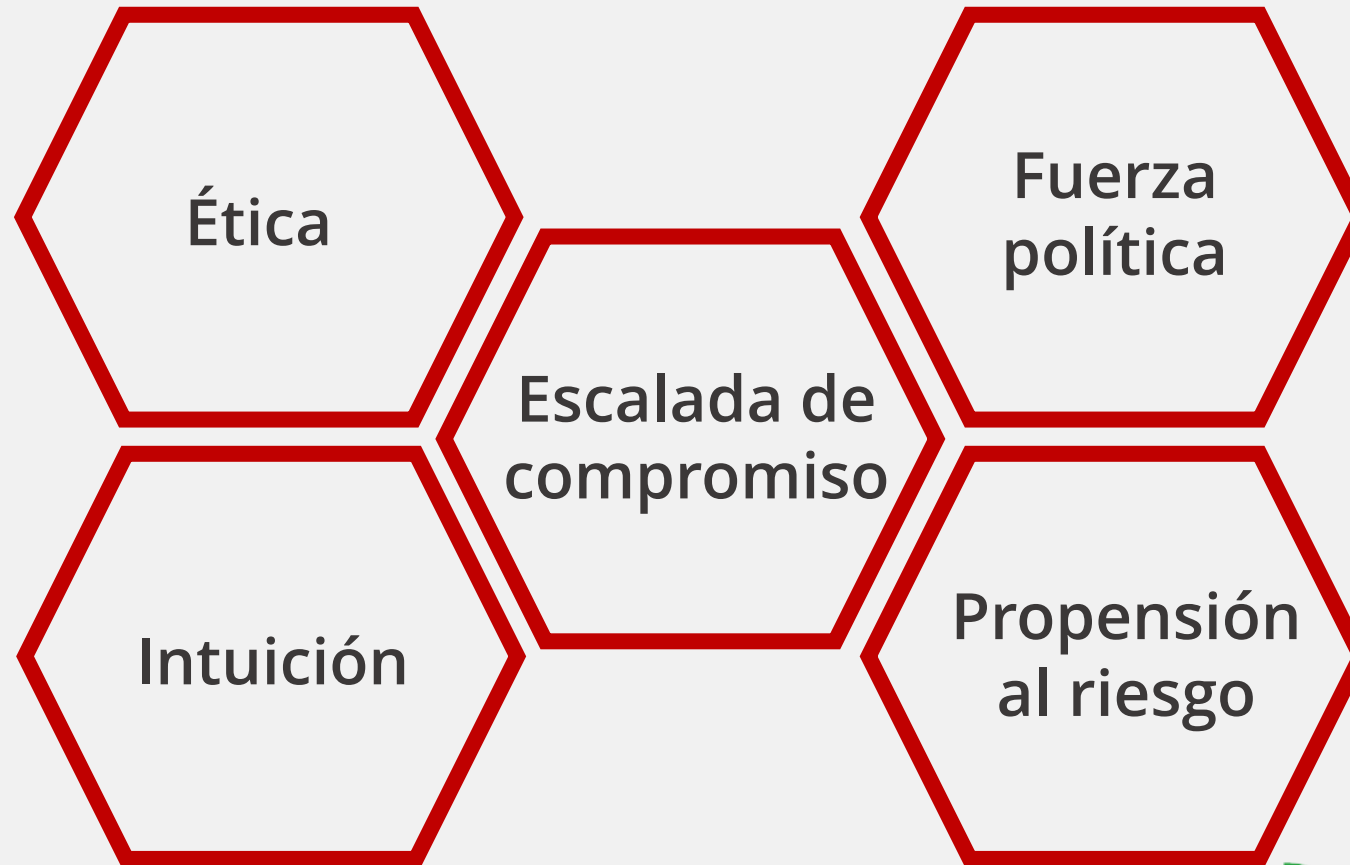 Ética
Fuerza
política
Escalada de
compromiso
Intuición
Propensión
al riesgo